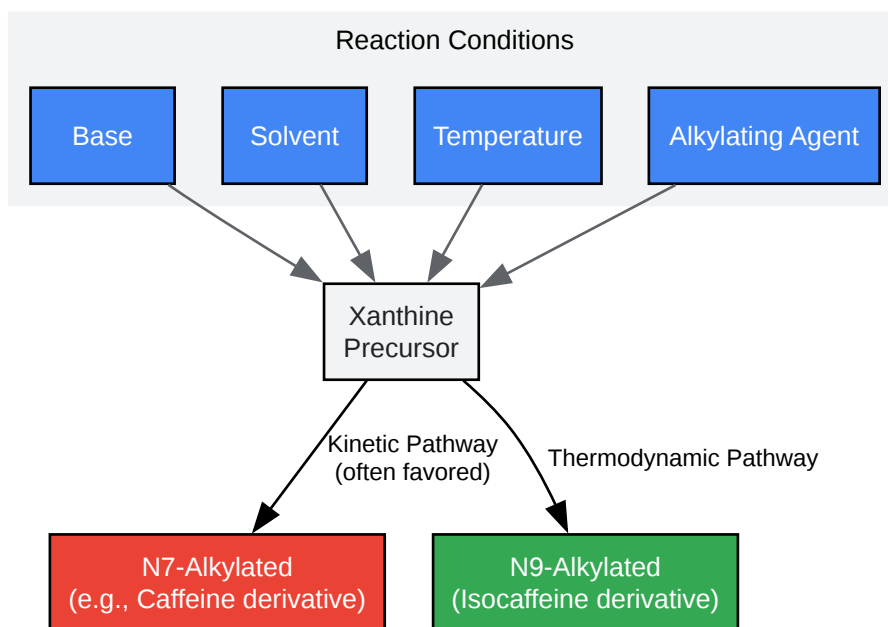 Reaction Conditions
Base
Solvent
Temperature
Alkylating Agent
Xanthine
Precursor
Kinetic Pathway
(often favored)
Thermodynamic Pathway
N7-Alkylated
(e.g., Caffeine derivative)
N9-Alkylated
(Isocaffeine derivative)